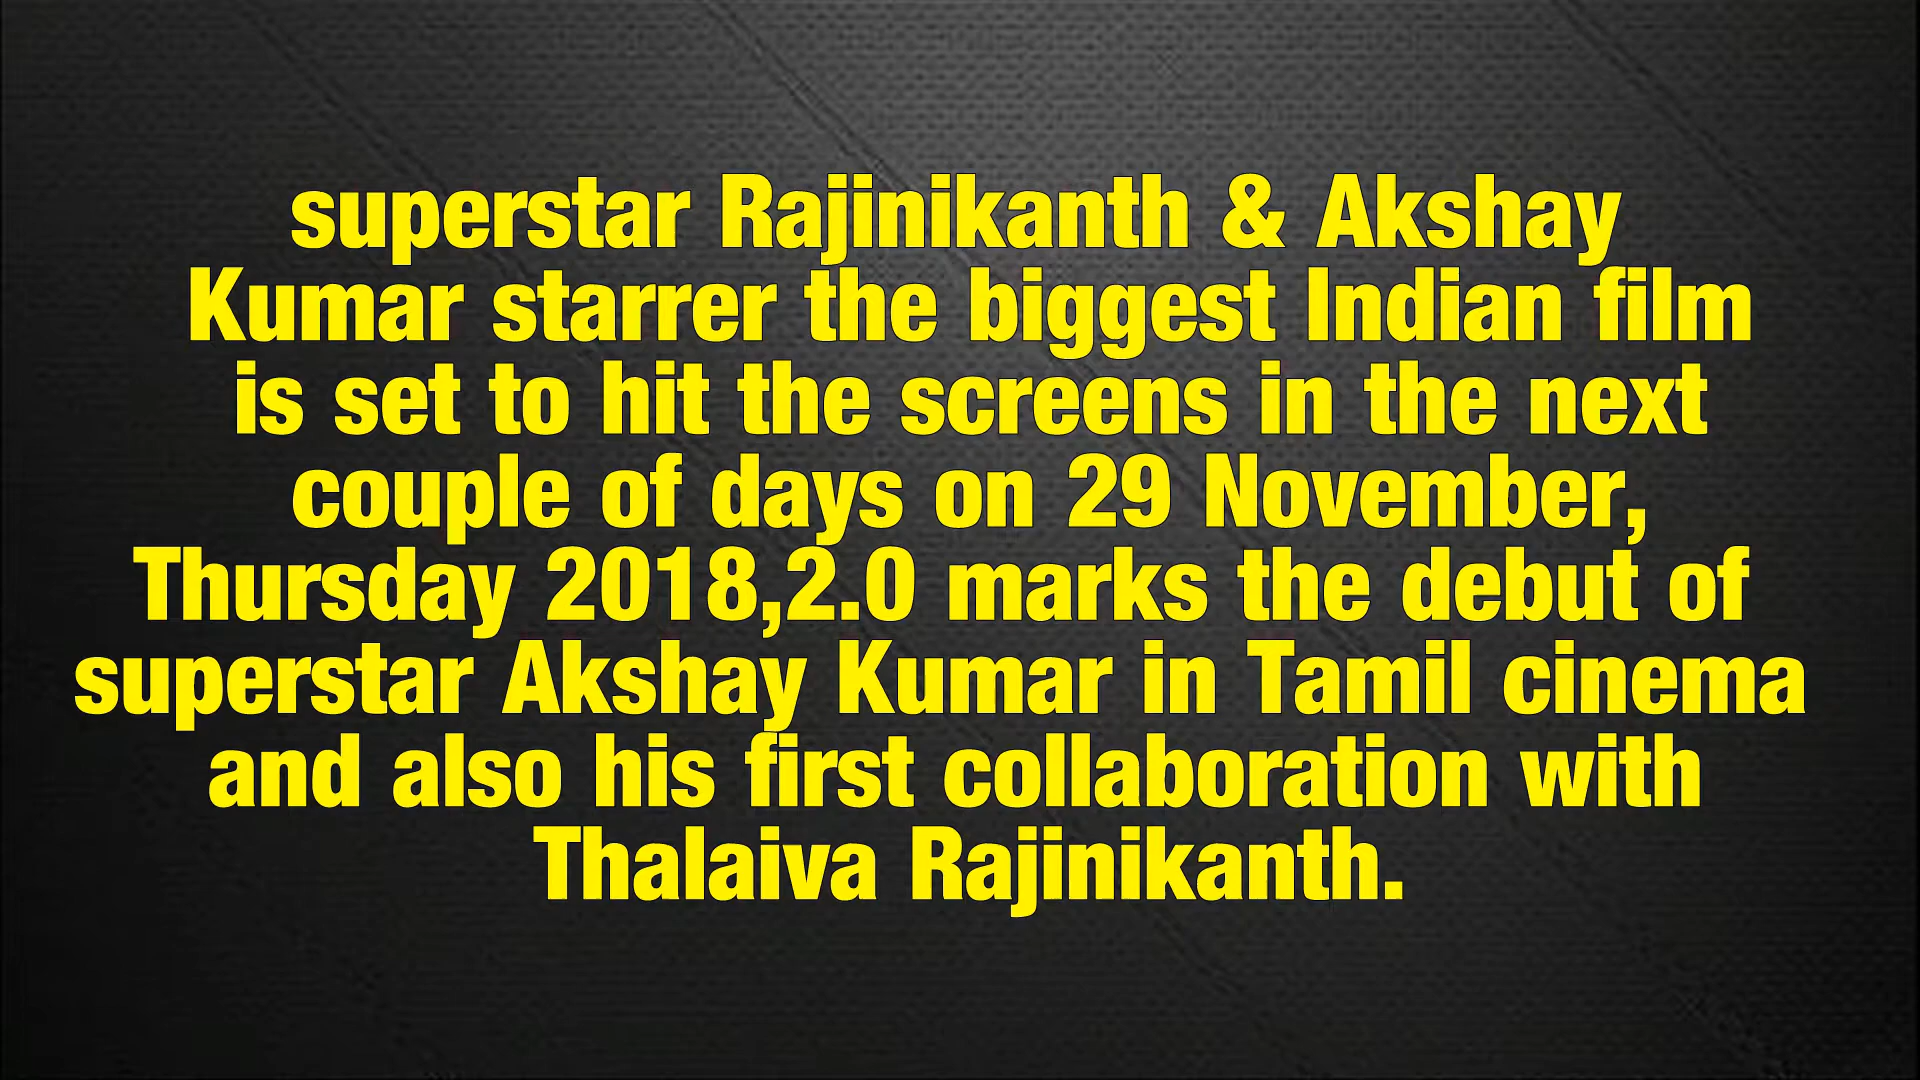 superstar Rajinikanth & Akshay
Kumar starrer the biggest Indian film
is set to hit the screens in the next
couple of days on 29 November,
Thursday 2018,2.0 marks the debut of
superstar Akshay Kumar in Tamil cinema
and also his first collaboration with
Thalaiva Rajinikanth.